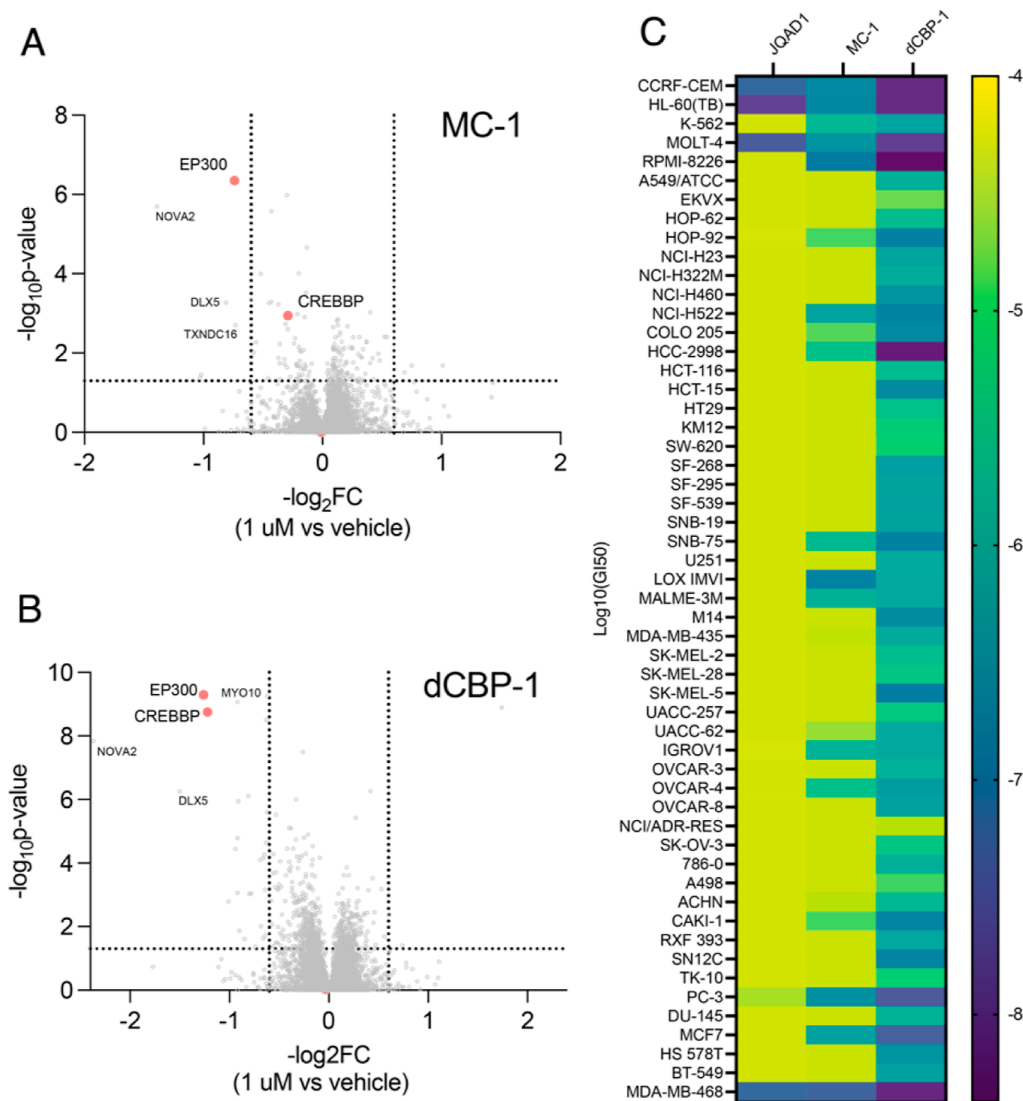 A
MC-1
8
6
4
2
0
-2
-1
0
1
2
EP300
NOVA2
DLX5
TXNDC16
CREBBP
-log10p-value
-log2FC
(1 uM vs vehicle)
B
dCBP-1
10
8
6
4
2
0
-2
-1
0
1
2
EP300
MYO10
CREBBP
NOVA2
DLX5
-log10p-value
-log2FC
(1 uM vs vehicle)
C
JQAD1
MC-1
dCBP-1
Log10(GI50)
CCRF-CEM
HL-60(TB)
K-562
MOLT-4
RPMI-8226
A549/ATCC
EKVX
HOP-62
HOP-92
NCI-H23
NCI-H322M
NCI-H460
NCI-H522
COLO 205
HCC-2998
HCT-116
HCT-15
HT29
KM12
SW-620
SF-268
SF-295
SF-539
SNB-19
SNB-75
U251
LOX IMVI
MALME-3M
M14
MDA-MB-435
SK-MEL-2
SK-MEL-28
SK-MEL-5
UACC-257
UACC-62
IGROV1
OVCAR-3
OVCAR-4
OVCAR-8
NCI/ADR-RES
SK-OV-3
786-0
A498
ACHN
CAKI-1
RXF 393
SN12C
TK-10
PC-3
DU-145
MCF7
HS 578T
BT-549
MDA-MB-468
-4
-5
-6
-7
-8